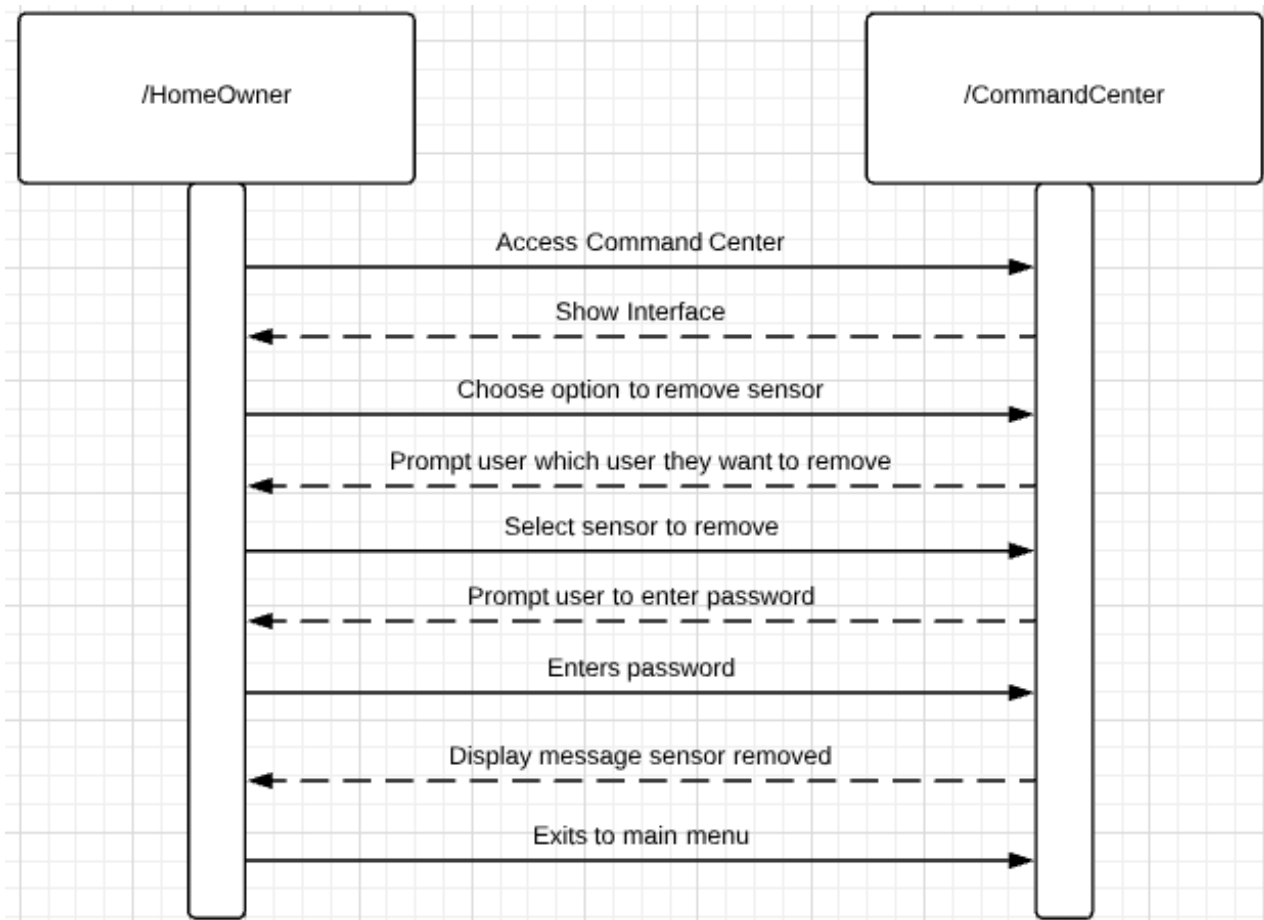 /HomeOwner
/CommandCenter
Access Command Center
Show Interface
Choose option to remove sensor
Prompt user which user they want to remove
Select sensor to remove
Prompt user to enter password
Enters password
Display message sensor removed
Exits to main menu